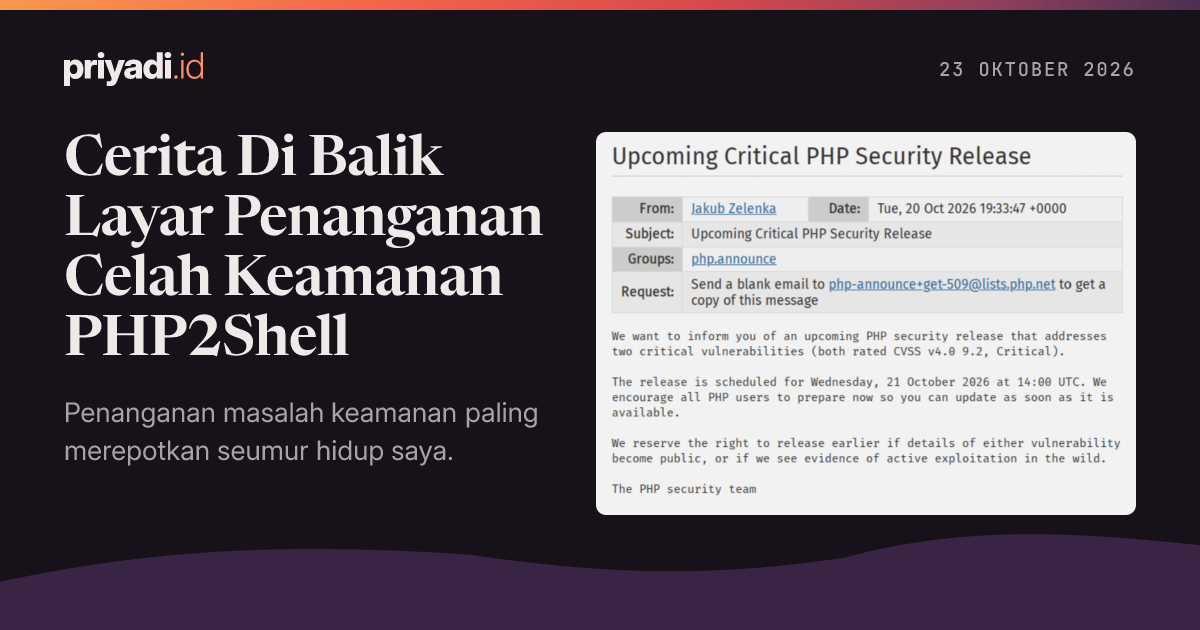 priyadi.id
23 OKTOBER 2026
Cerita Di Balik
Layar Penanganan
Celah Keamanan
PHP2Shell
Penanganan masalah keamanan paling
merepotkan seumur hidup saya.
Upcoming Critical PHP Security Release
From: Jakub Zelenka Date: Tue, 20 Oct 2026 19:33:47 +0000
Subject: Upcoming Critical PHP Security Release
Groups: php.announce
Request: Send a blank email to php-announce+get-509@lists.php.net to get a
copy of this message
We want to inform you of an upcoming PHP security release that addresses
two critical vulnerabilities (both rated CVSS v4.0 9.2, Critical).
The release is scheduled for Wednesday, 21 October 2026 at 14:00 UTC. We
encourage all PHP users to prepare now so you can update as soon as it is
available.
We reserve the right to release earlier if details of either vulnerability
become public, or if we see evidence of active exploitation in the wild.
The PHP security team